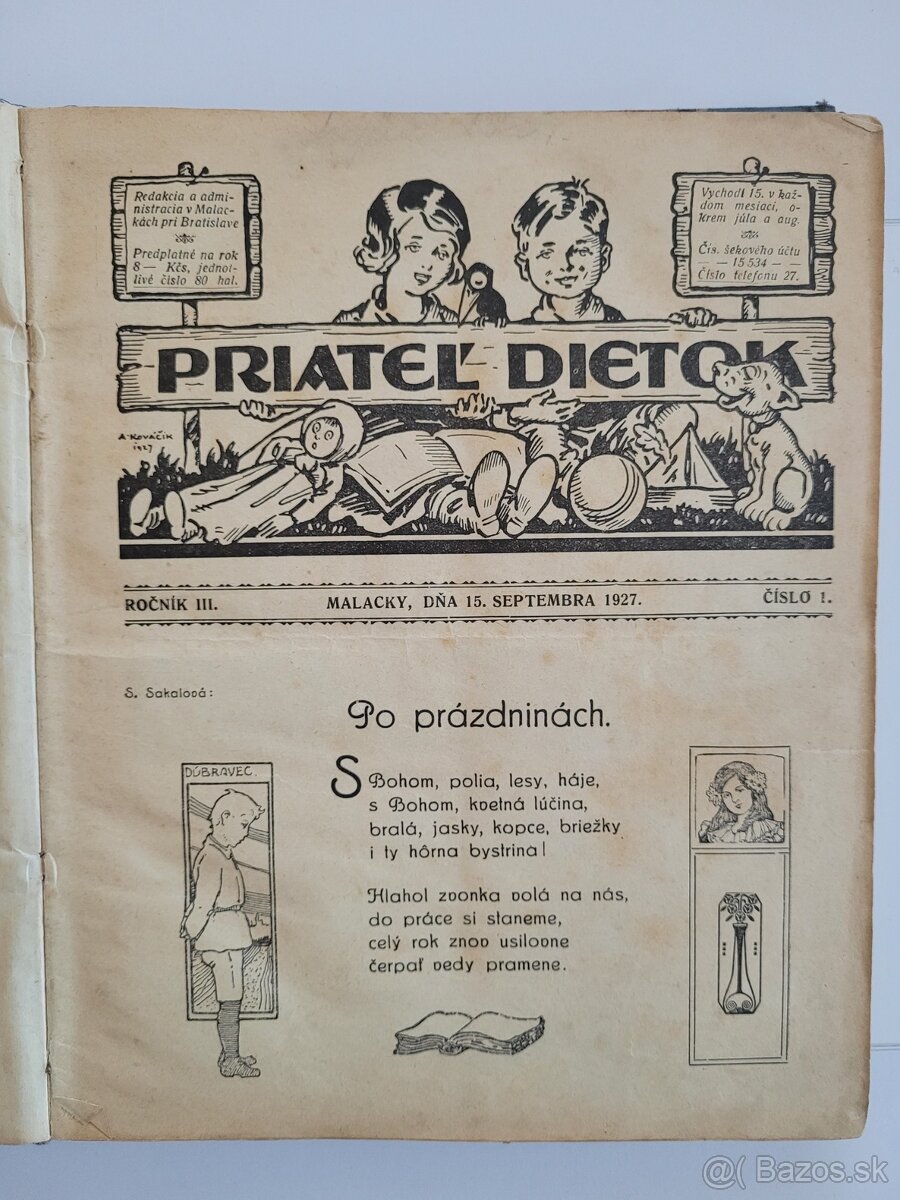 Redakcia a admi-
nistracia v Malac-
kách pri Bratislave
Predplatné na rok
8— Kčs, jednot-
livé čislo 80 hal.
Vychodí 15. v kaž-
dom mesiaci, o-
krem júla a aug.
Čís. šekového účtu
— — 15 534 — —
Číslo telefonu 27.
PRIATEĽ DIETOK
A. KOVÁČIK
1927
ROČNÍK III.
MALACKY, DŇA 15. SEPTEMBRA 1927.
ČÍSLO 1.
S. Sakalová:
Po prázdninách.
DÚBRAVEC.
S Bohom, polia, lesy, háje,
s Bohom, kvetná lúčina,
bralá, jasky, kopce, briežky
i ty hôrna bystrina!
Hlahol zvonka volá na nás,
do práce si staneme,
celý rok znov usilovne
čerpať vedy pramene.
@( Bazos.sk